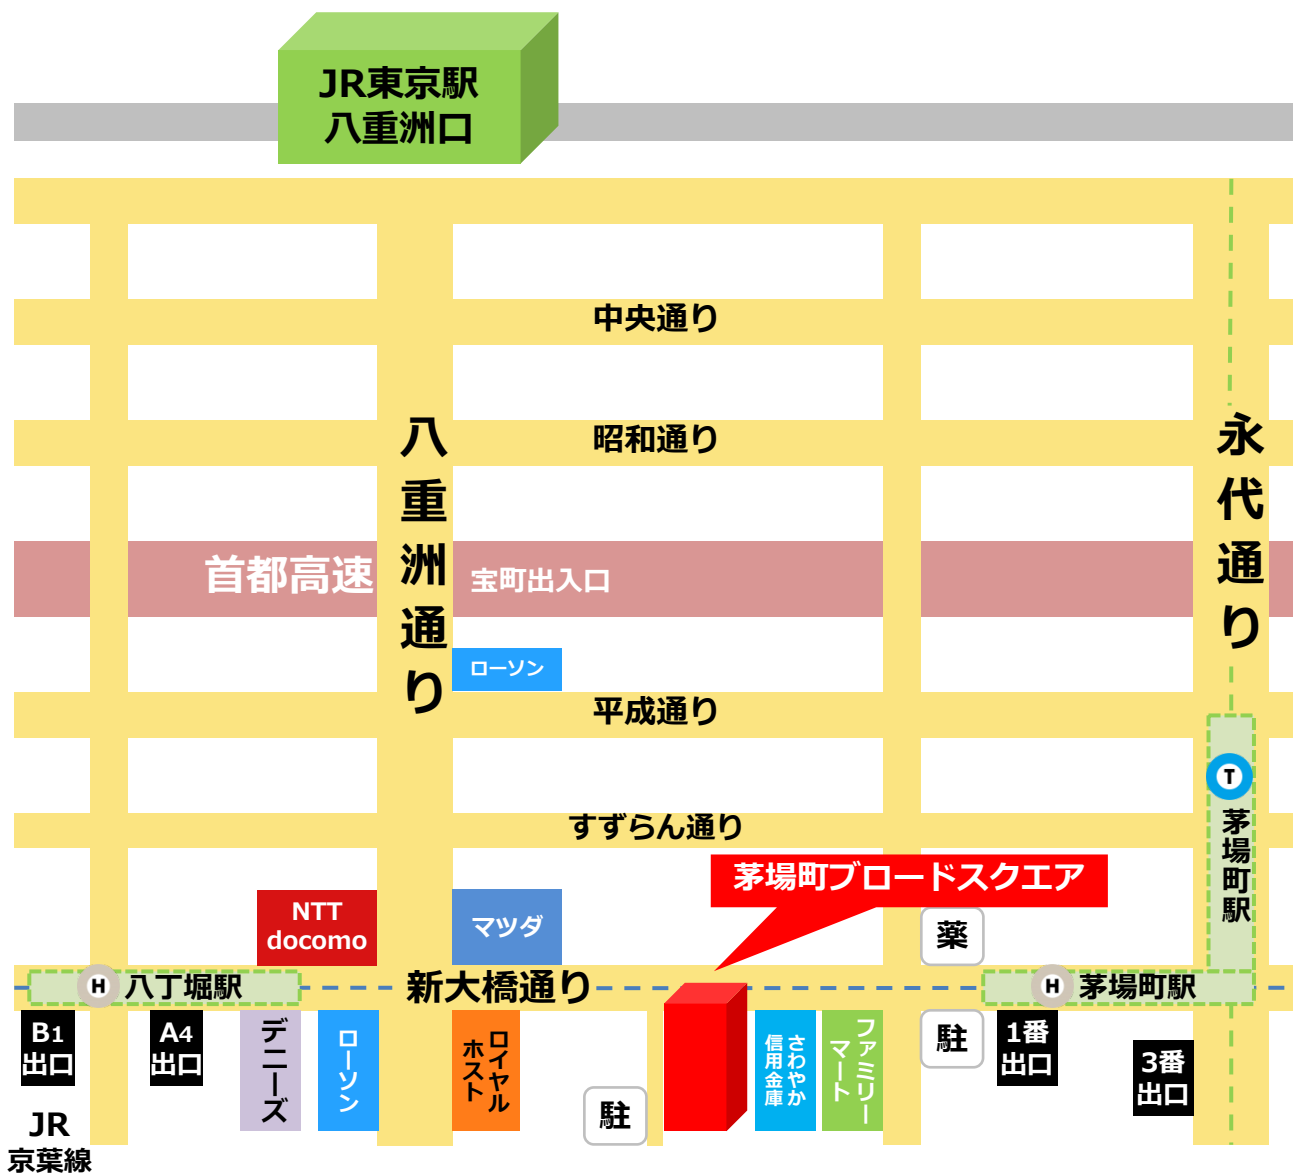 JR東京駅
八重洲口
中央通り
昭和通り
八重洲通り
永代通り
首都高速
宝町出入口
ローソン
平成通り
T
茅場町駅
すずらん通り
茅場町ブロードスクエア
NTT
docomo
マツダ
薬
H
八丁堀駅
新大橋通り
H
茅場町駅
B1
出口
A4
出口
デニーズ
ローソン
ロイヤル
ホスト
駐
さわやか
信用金庫
ファミリー
マート
駐
1番
出口
3番
出口
JR
京葉線